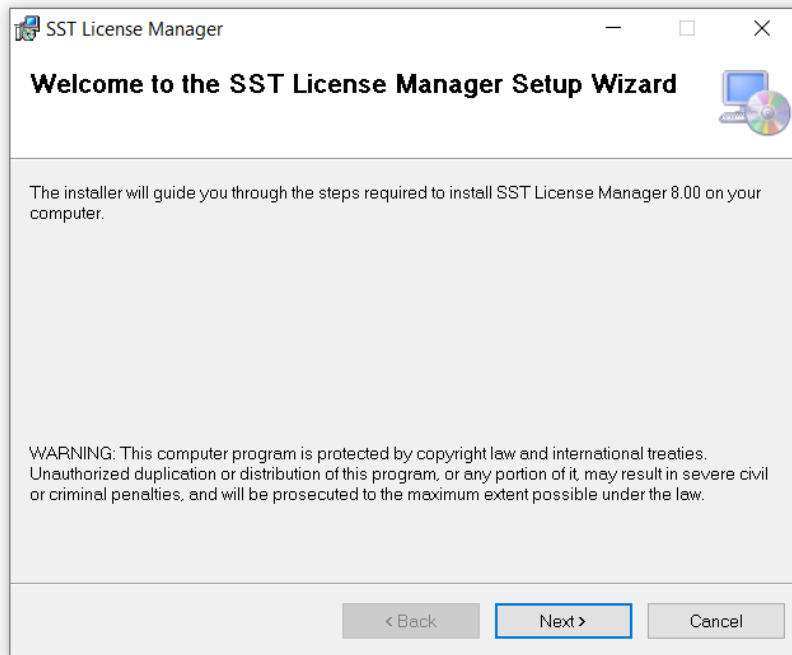 SST License Manager
Welcome to the SST License Manager Setup Wizard
The installer will guide you through the steps required to install SST License Manager 8.00 on your
computer.
WARNING: This computer program is protected by copyright law and international treaties.
Unauthorized duplication or distribution of this program, or any portion of it, may result in severe civil
or criminal penalties, and will be prosecuted to the maximum extent possible under the law.
< Back
Next >
Cancel